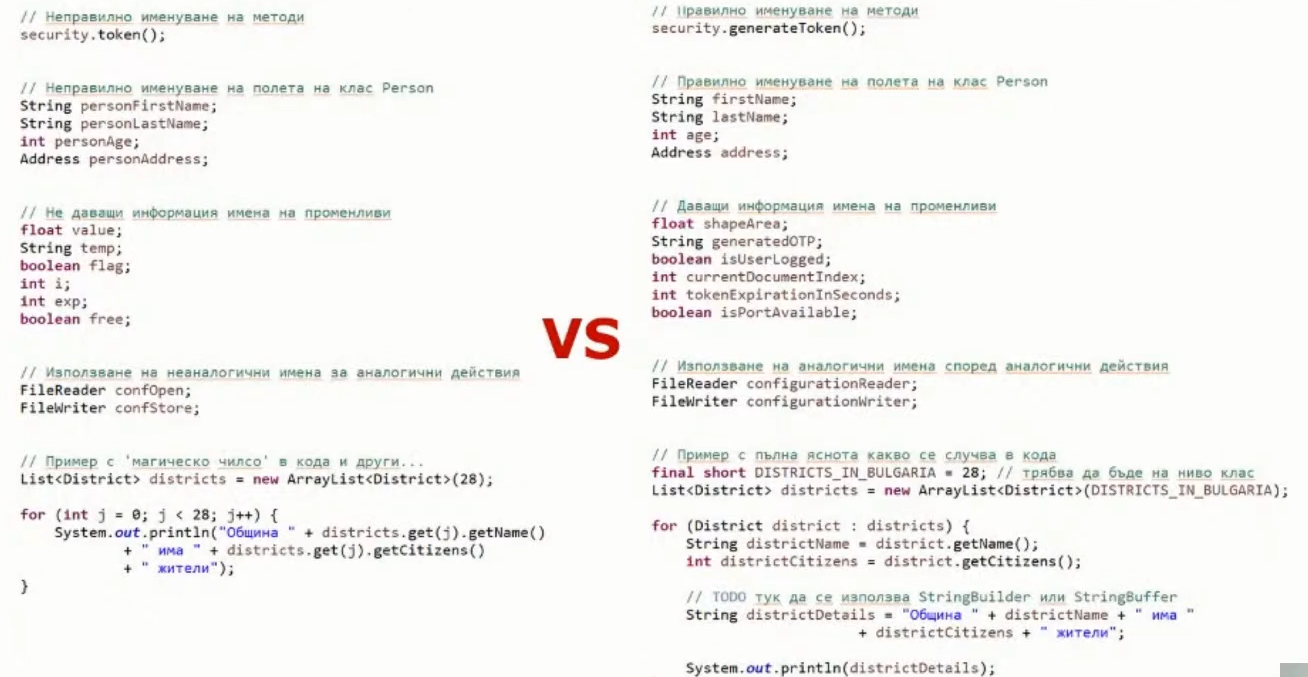 // Неправилно именуване на методи
security.token();
// Неправилно именуване на полета на клас Person
String personFirstName;
String personLastName;
int personAge;
Address personAddress;
// Не даващи информация имена на променливи
float value;
String temp;
boolean flag;
int i;
int exp;
boolean free;
// Използване на неаналогични имена за аналогични действия
FileReader confOpen;
FileWriter confStore;
// Пример с 'магическо чилсо' в кода и други...
List<District> districts = new ArrayList<District>(28);
for (int j = 0; j < 28; j++) {
System.out.println("Община " + districts.get(j).getName()
+ " има " + districts.get(j).getCitizens()
+ " жители");
}
VS
// Правилно именуване на методи
security.generateToken();
// Правилно именуване на полета на клас Person
String firstName;
String lastName;
int age;
Address address;
// Даващи информация имена на променливи
float shapeArea;
String generatedOTP;
boolean isUserLogged;
int currentDocumentIndex;
int tokenExpirationInSeconds;
boolean isPortAvailable;
// Използване на аналогични имена според аналогични действия
FileReader configurationReader;
FileWriter configurationWriter;
// Пример с пълна яснота какво се случва в кода
final short DISTRICTS_IN_BULGARIA = 28; // трябва да бъде на ниво клас
List<District> districts = new ArrayList<District>(DISTRICTS_IN_BULGARIA);
for (District district : districts) {
String districtName = district.getName();
int districtCitizens = district.getCitizens();
// TODO тук да се използва StringBuilder или StringBuffer
String districtDetails = "Община " + districtName + " има "
+ districtCitizens + " жители";
System.out.println(districtDetails);